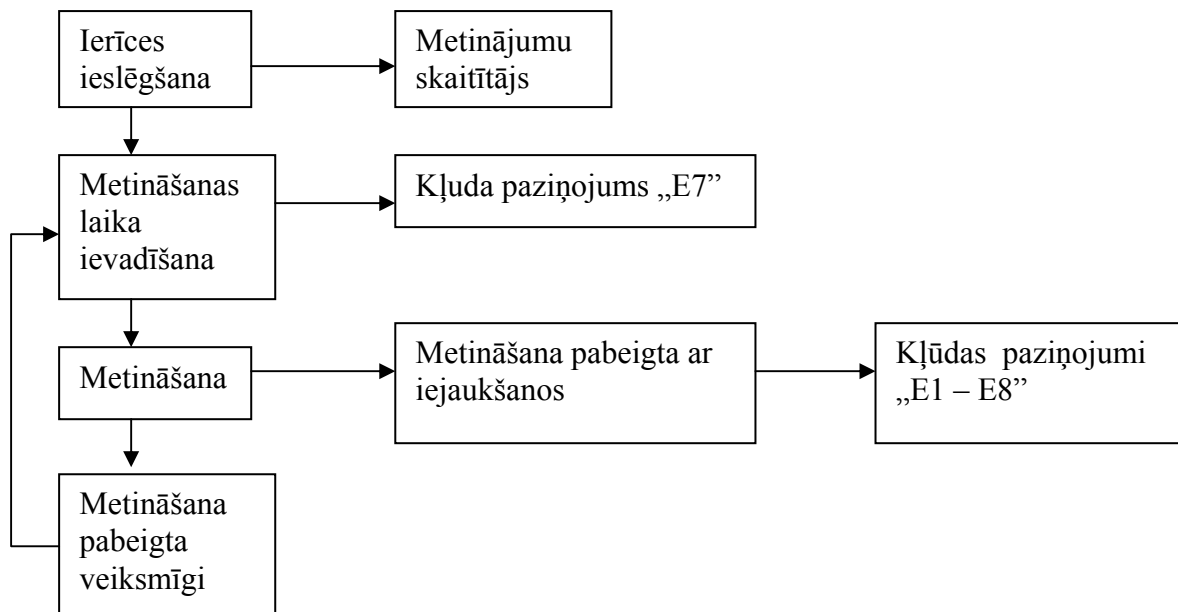 Ierīces
ieslēgšana
Metinājumu
skaitītājs
Metināšanas
laika
ievadīšana
Kļuda paziņojums „E7”
Metināšana
Metināšana pabeigta ar
iejaukšanos
Kļūdas paziņojumi
„E1 – E8”
Metināšana
pabeigta
veiksmīgi